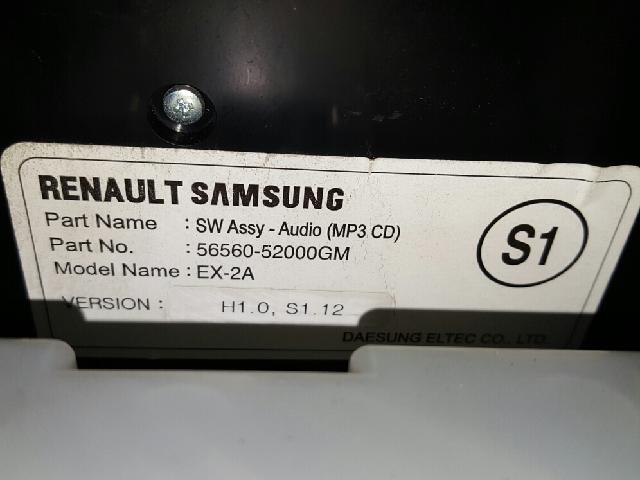 RENAULT SAMSUNG
Part Name : SW Assy - Audio (MP3 CD)
Part No. : 56560-52000GM
Model Name : EX-2A
VERSION : H1.0, S1.12
S1
DAESUNG ELTEC CO., LTD.